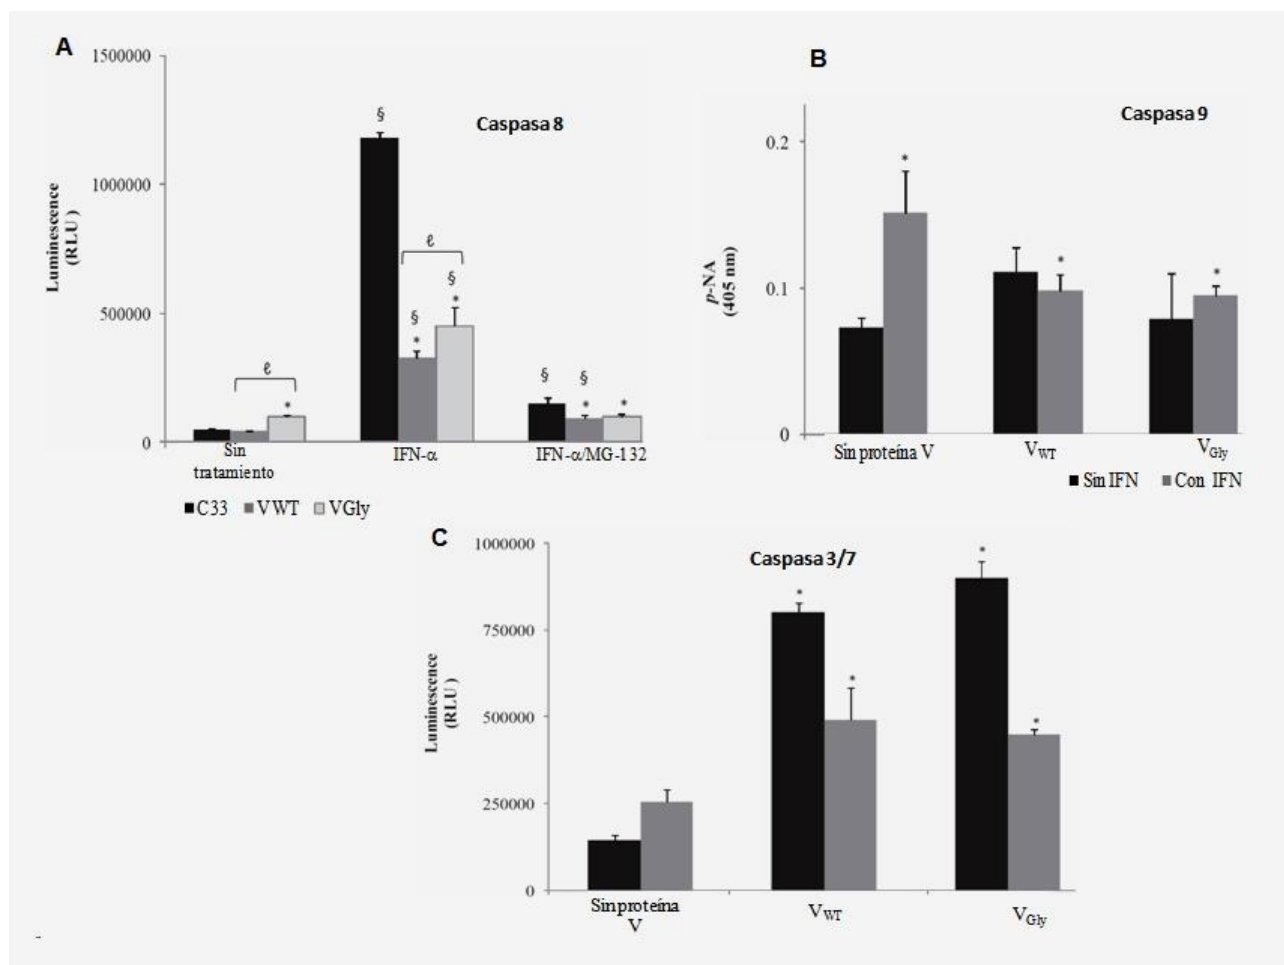 A
1500000
1000000
500000
0
Luminescence
(RLU )
Caspasa 8
§
ℓ
§
*
§
*
ℓ
*
§
*
§
*
Sin
tratamiento
IFN-α
IFN-α/MG-132
C33 VWT VGly
B
Caspasa 9
0.2
0.1
0
p-NA
(405 nm)
*
*
*
Sin proteína V
VWT
VGly
Sin IFN Con IFN
C
1000000
750000
500000
250000
0
Luminescence
(RLU )
Caspasa 3/7
*
*
*
*
Sin proteína
V
VWT
VGly